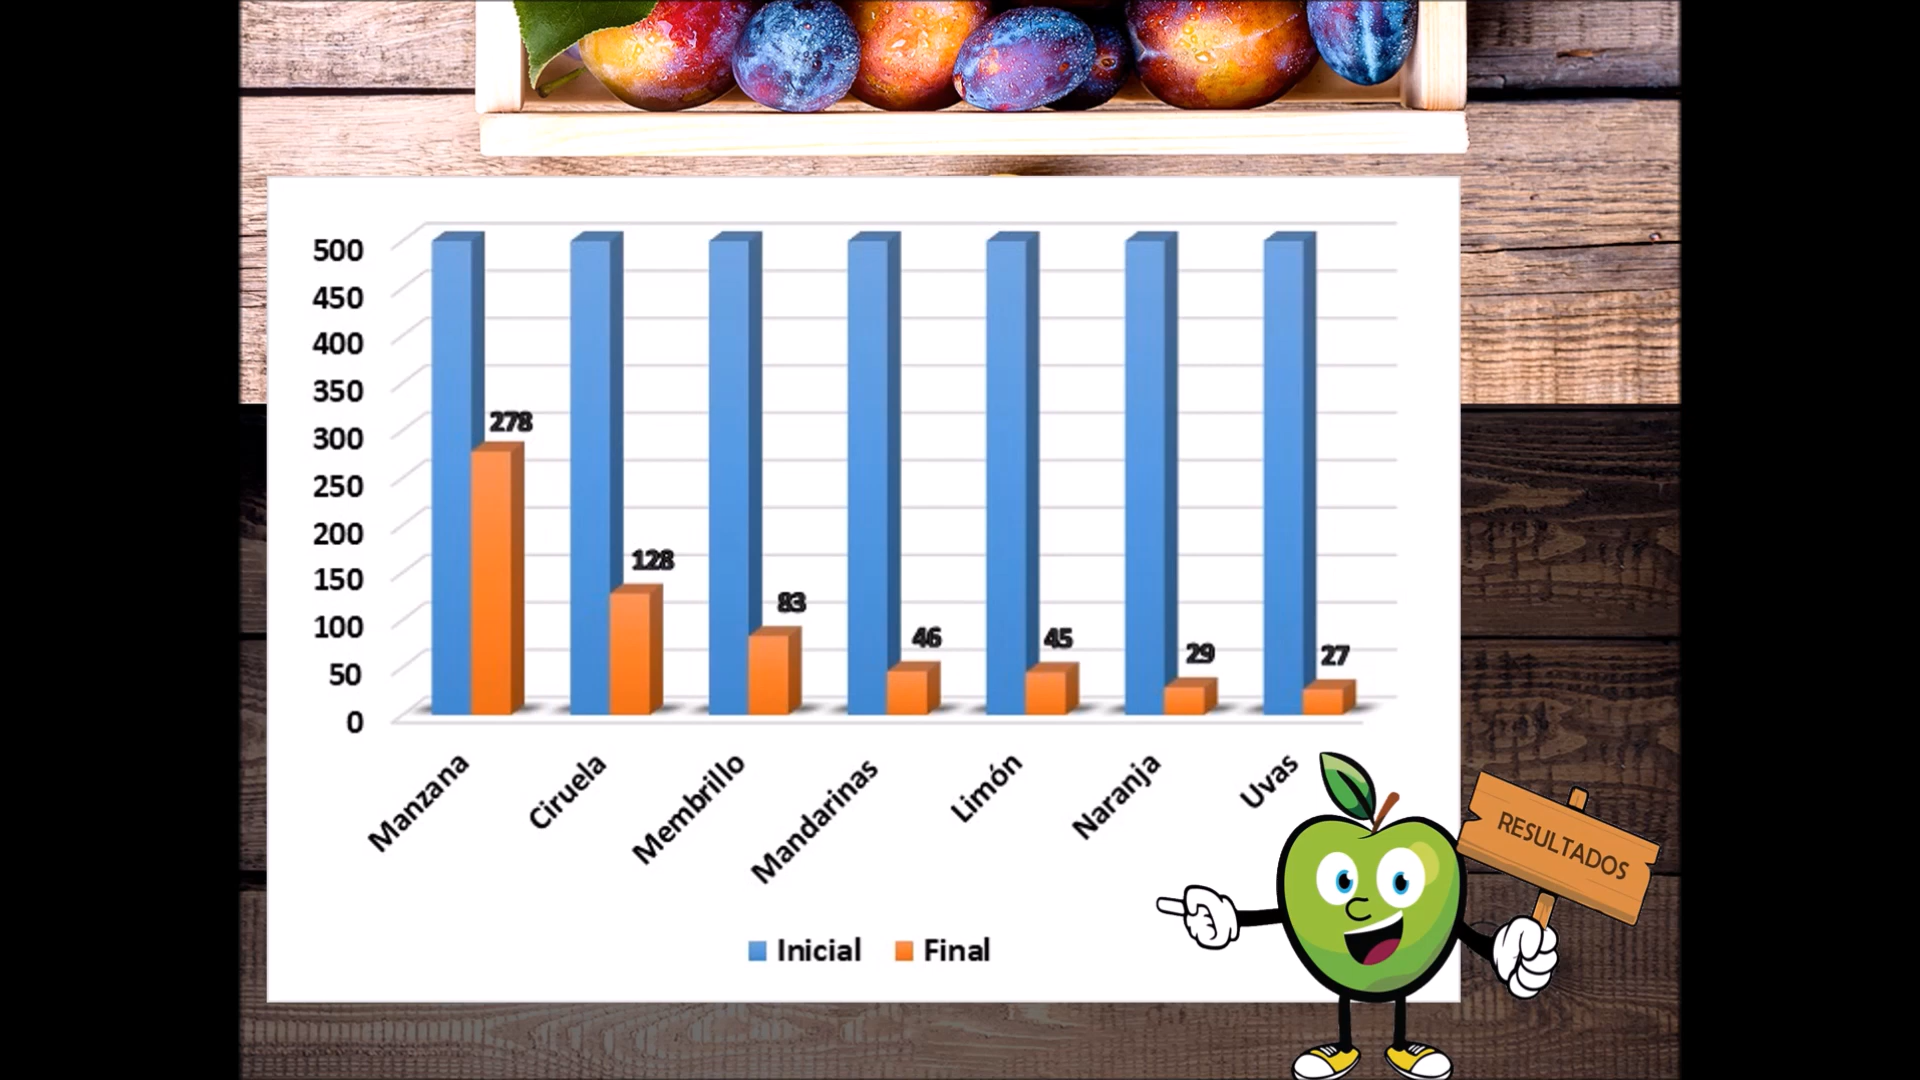 500
450
400
350
300
250
200
150
100
50
0
278
128
83
46
45
29
27
Manzana
Ciruela
Membrillo
Mandarinas
Limón
Naranja
Uvas
Inicial
Final
RESULTADOS